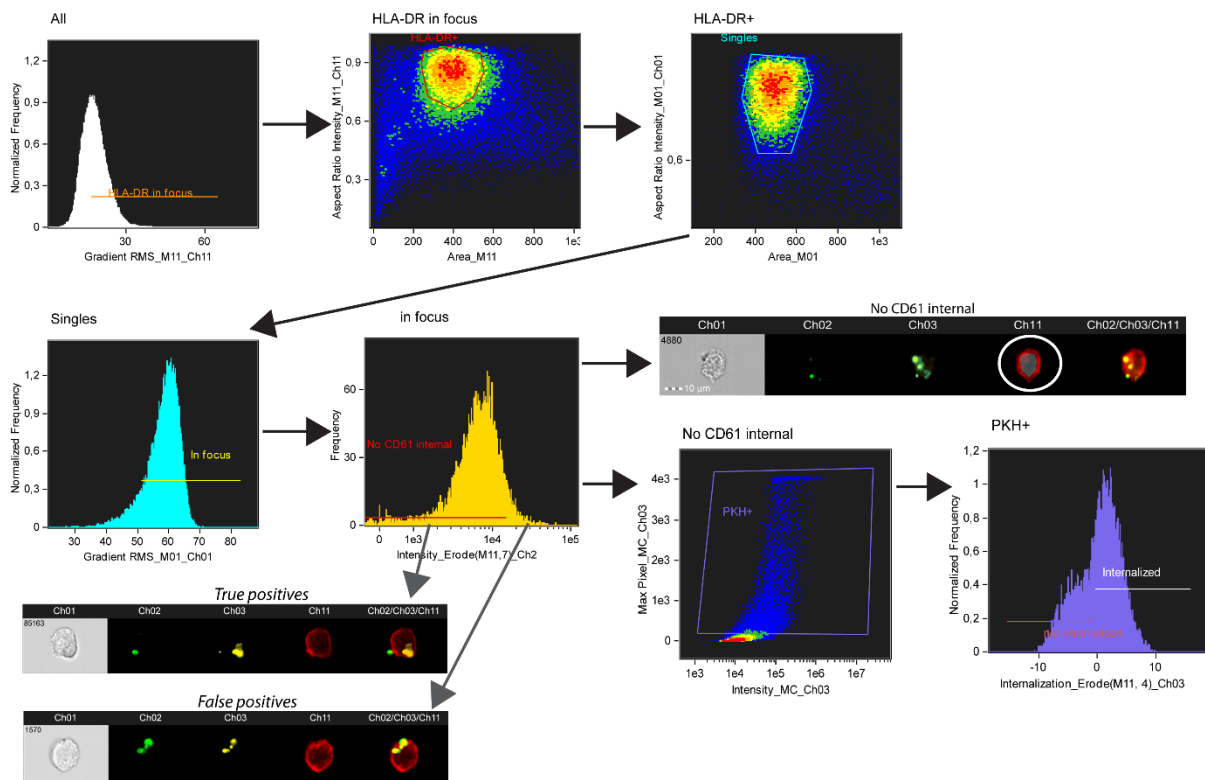 All
Normalized Frequency
1,2
0,9
0,6
0,3
0
HLA-DR in focus
30
60
Gradient RMS_M11_Ch11
HLA-DR in focus
HLA-DR+
Aspect Ratio Intensity_M11_Ch11
0,9
0,6
0,3
0
200
400
600
1e3
Area_M11
HLA-DR+
Singles
Aspect Ratio Intensity_M01_Ch01
0,6
200
400
600
1e3
Area_M01
Singles
Normalized Frequency
1,2
0,9
0,6
0,3
0
In focus
30
40
50
60
70
80
Gradient RMS_M01_Ch01
in focus
Frequency
60
30
0
No CD61 internal
0
1e3
1e4
1e5
Intensity_Erode(M11,7)_Ch2
No CD61 internal
Ch01 Ch02 Ch03 Ch11 Ch02/Ch03/Ch11
4880
10 µm
No CD61 internal
Max Pixel_MC_Ch03
4e3
3e3
2e3
1e3
0
PKH+
1e3
1e4
1e5
1e6
1e7
Intensity_MC_Ch03
PKH+
Normalized Frequency
1
0,8
0,6
0,4
0,2
0
Internalized
not internalized
-10
0
10
Internalization_Erode(M11, 4)_Ch03
True positives
Ch01 Ch02 Ch03 Ch11 Ch02/Ch03/Ch11
85163
False positives
Ch01 Ch02 Ch03 Ch11 Ch02/Ch03/Ch11
1570